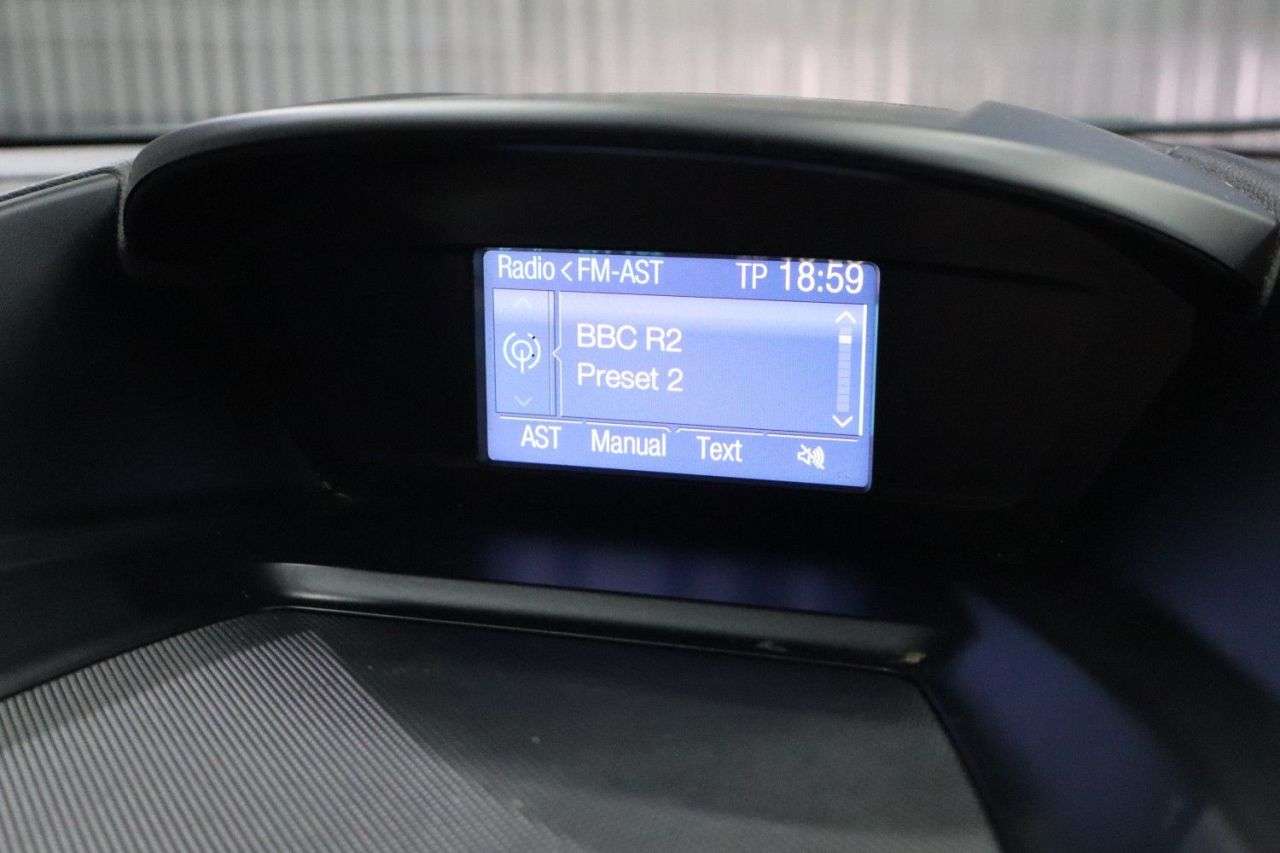 Radio < FM-AST TP 18:59
BBC R2
Preset 2
AST Manual Text